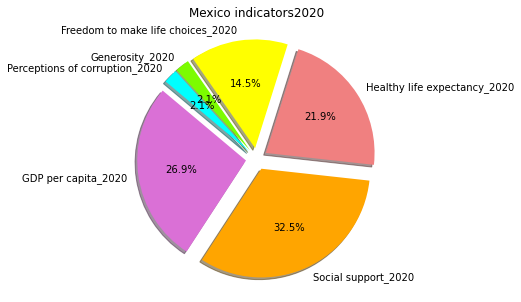 Mexico indicators2020
Freedom to make life choices_2020
Generosity_2020
Perceptions of corruption_2020
14.5%
2.1%
2.1%
Healthy life expectancy_2020
21.9%
GDP per capita_2020
26.9%
32.5%
Social support_2020